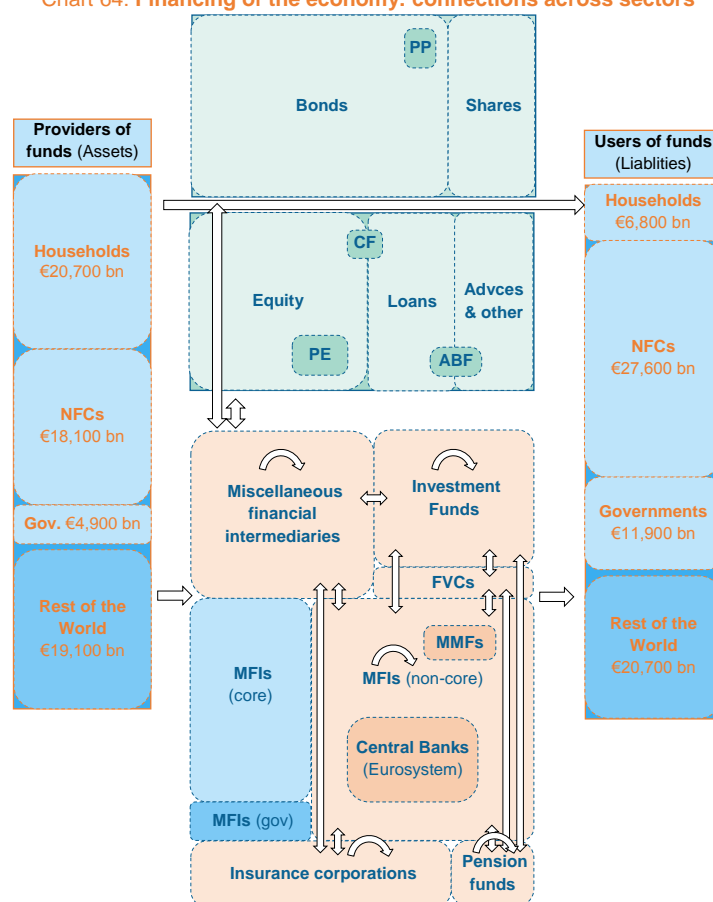 Chart 64: Financing of the economy: connections across sectors
PP
Bonds
Shares
Providers of
funds (Assets)
Users of funds
(Liablities)
Households
€6,800 bn
Households
€20,700 bn
CF
Equity
Loans
Advces
& other
PE
ABF
NFCs
€27,600 bn
NFCs
€18,100 bn
Miscellaneous
financial
intermediaries
Investment
Funds
Gov. €4,900 bn
Governments
€11,900 bn
FVCs
Rest of the
World
€19,100 bn
Rest of the
World
€20,700 bn
MMFs
MFIs
(core)
MFIs (non-core)
Central Banks
(Eurosystem)
MFIs (gov)
Insurance corporations
Pension
funds